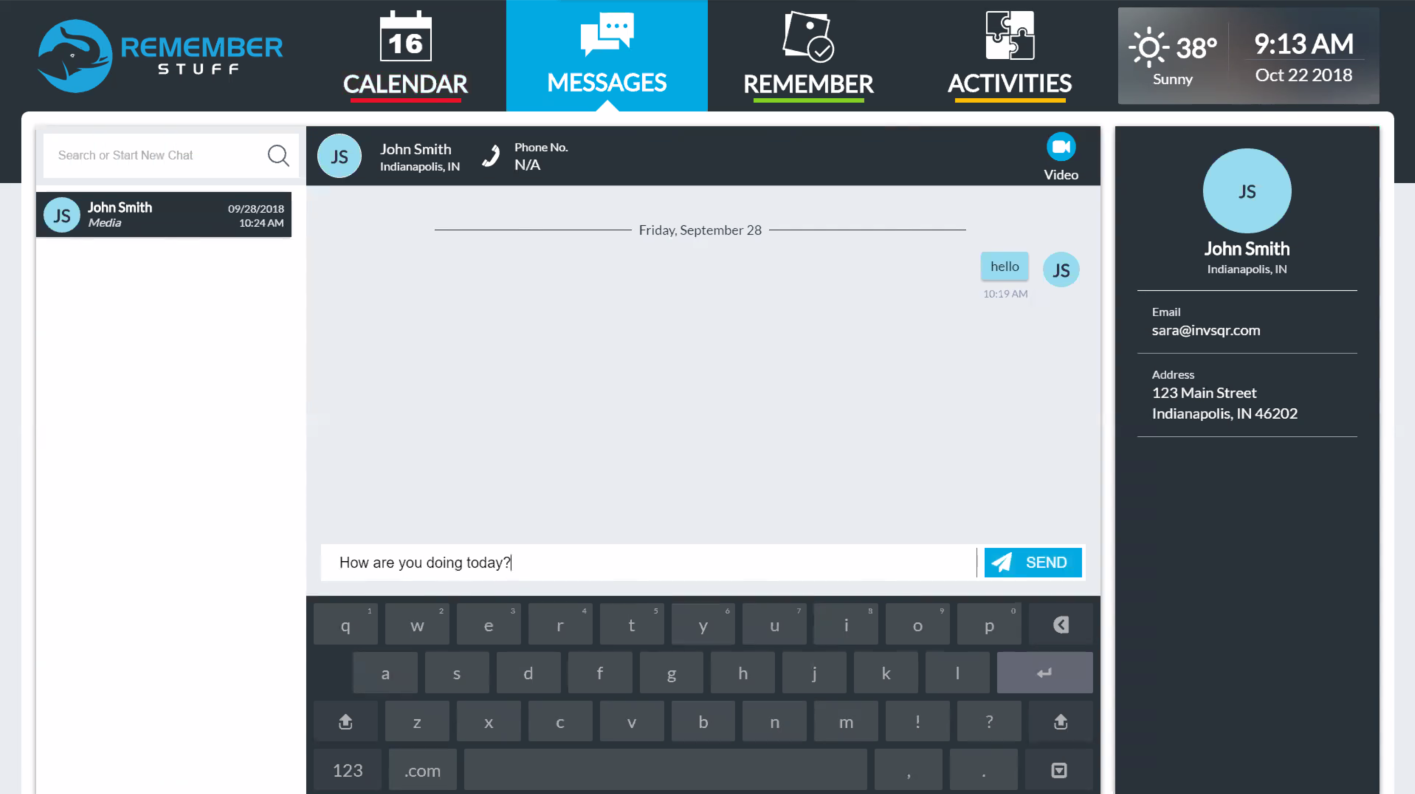 REMEMBER
STUFF
16
CALENDAR
MESSAGES
REMEMBER
ACTIVITIES
38°
Sunny
9:13 AM
Oct 22 2018
Search or Start New Chat
JS
John Smith
Media
09/28/2018
10:24 AM
JS
John Smith
Indianapolis, IN
Phone No.
N/A
Video
Friday, September 28
hello
JS
10:19 AM
How are you doing today?
SEND
q 1 w 2 e 3 r 4 t 5 y 6 u 7 i 8 o 9 p 0
a s d f g h j k l
z x c v b n m ! ?
123 .com , .
JS
John Smith
Indianapolis, IN
Email
sara@invsqr.com
Address
123 Main Street
Indianapolis, IN 46202